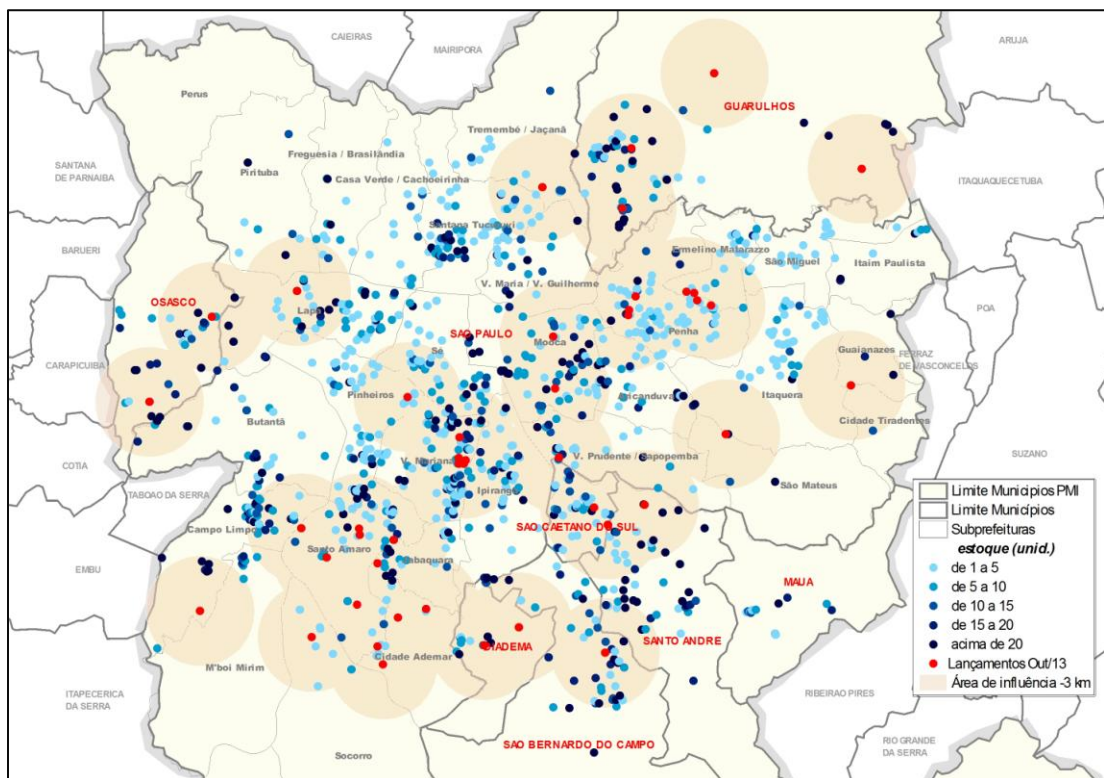 CAIEIRAS
MAIRIPORA
ARUJA
Perus
GUARULHOS
Tremembé / Jaçanã
Freguesia / Brasilândia
SANTANA
DE PARNAIBA
Pirituba
Casa Verde / Cachoeirinha
ITAQUAQUECETUBA
Santana Tucuruvi
BARUERI
Ermelino Matarazzo
São Miguel
Itaim Paulista
V. Maria / V. Guilherme
OSASCO
Lapa
POA
SAO PAULO
Penha
Mooca
Sé
Guaianazes
FERRAZ
DE VASCONCELOS
CARAPICUIBA
Pinheiros
Aricanduva
Itaquera
Butantã
Cidade Tiradentes
SUZANO
COTIA
V. Mariana
V. Prudente / Sapopemba
Ipiranga
São Mateus
TABOAO DA SERRA
Campo Limpo
SAO CAETANO DO SUL
Santo Amaro
Jabaquara
EMBU
MAUA
DIADEMA
SANTO ANDRE
Cidade Ademar
M'boi Mirim
ITAPECERICA
DA SERRA
RIBEIRAO PIRES
SAO BERNARDO DO CAMPO
RIO GRANDE
DA SERRA
Socorro
Limite Municípios PMI
Limite Municípios
Subprefeituras
estoque (unid.)
de 1 a 5
de 5 a 10
de 10 a 15
de 15 a 20
acima de 20
Lançamentos Out/13
Área de influência -3 km